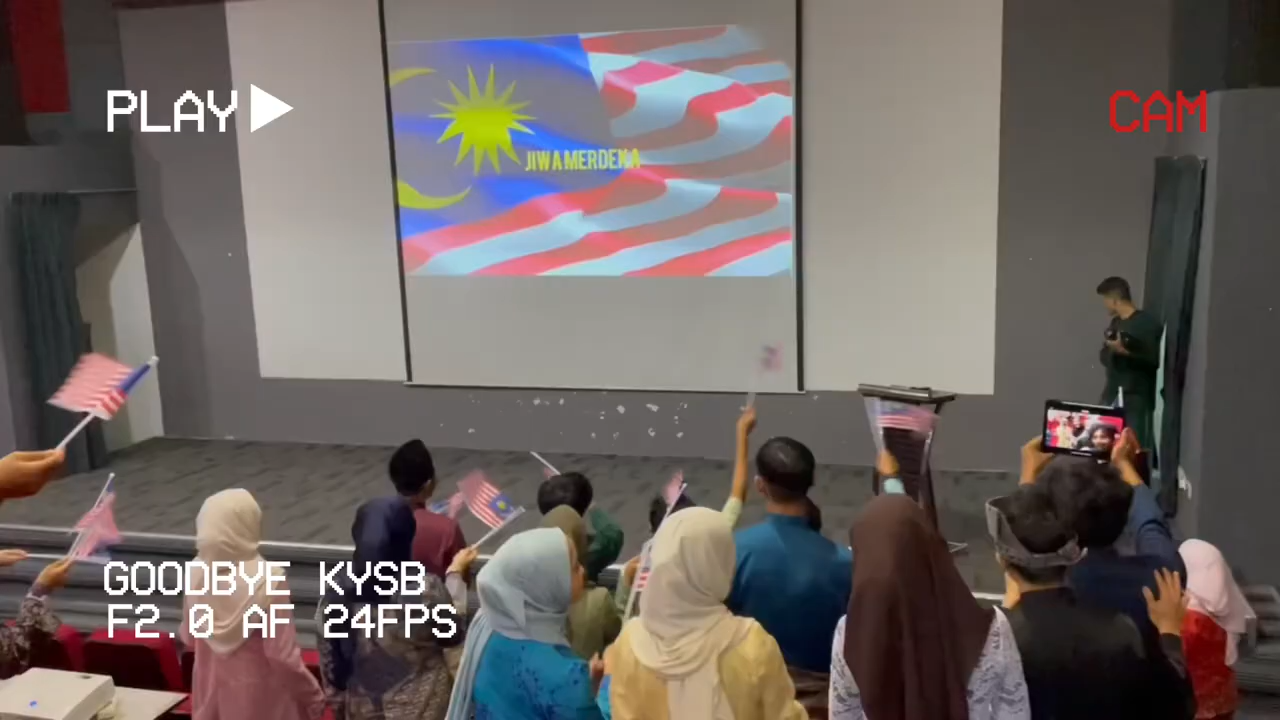 PLAY
CAM
JIWA MERDEKA
GOODBYE KYSB
F2.0 AF 24FPS